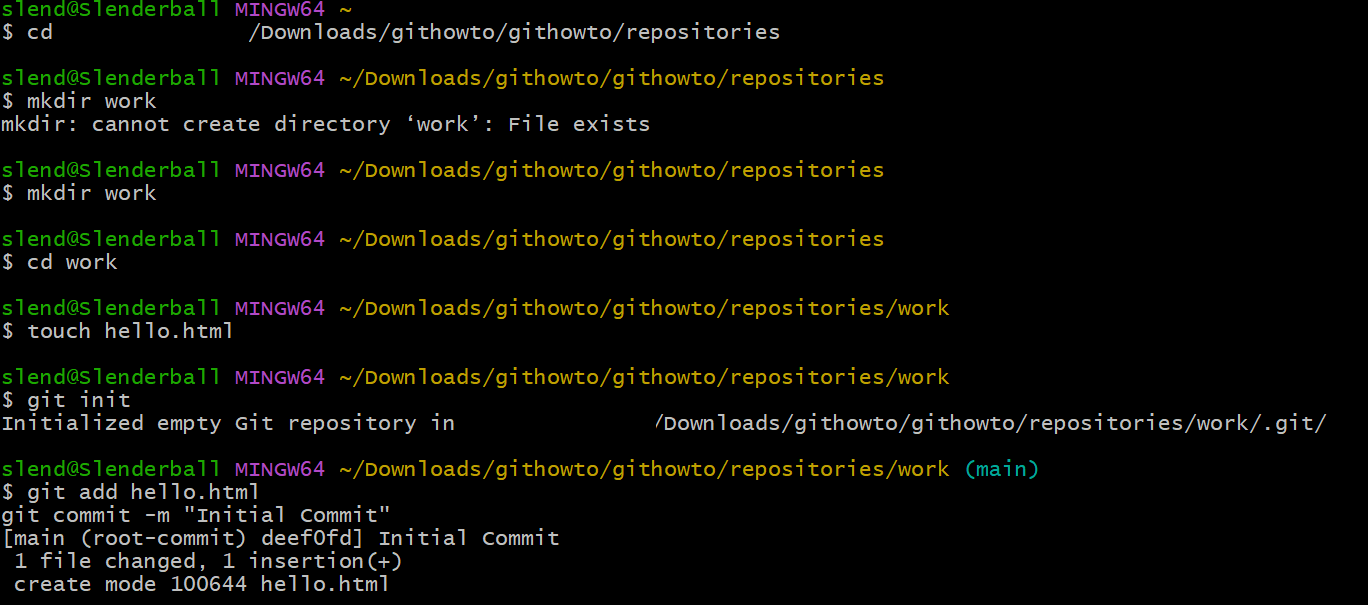 slend@Slenderball MINGW64 ~
$ cd /Downloads/githowto/githowto/repositories
slend@Slenderball MINGW64 ~/Downloads/githowto/githowto/repositories
$ mkdir work
mkdir: cannot create directory ‘work’: File exists
slend@Slenderball MINGW64 ~/Downloads/githowto/githowto/repositories
$ mkdir work
slend@Slenderball MINGW64 ~/Downloads/githowto/githowto/repositories
$ cd work
slend@Slenderball MINGW64 ~/Downloads/githowto/githowto/repositories/work
$ touch hello.html
slend@Slenderball MINGW64 ~/Downloads/githowto/githowto/repositories/work
$ git init
Initialized empty Git repository in /Downloads/githowto/githowto/repositories/work/.git/
slend@Slenderball MINGW64 ~/Downloads/githowto/githowto/repositories/work (main)
$ git add hello.html
git commit -m "Initial Commit"
[main (root-commit) deef0fd] Initial Commit
1 file changed, 1 insertion(+)
create mode 100644 hello.html